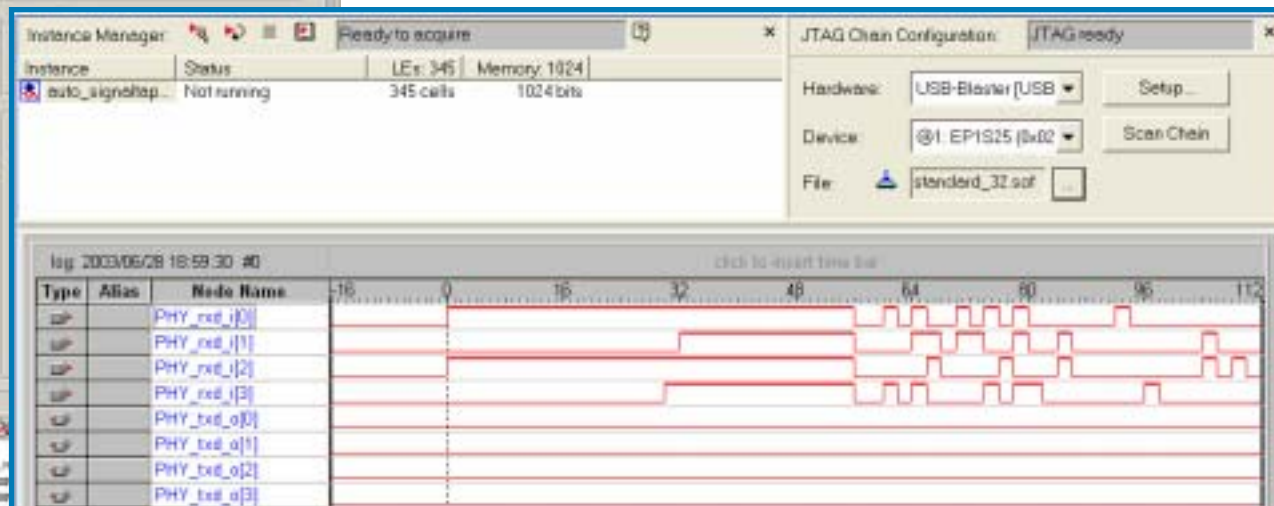 Instance Manager: Ready to acquire
JTAG Chain Configuration: JTAG ready
Instance Status LEs: 345 Memory: 1024
auto_signaltap... Not running 345 cells 1024 bits
Hardware: USB-Blaster [USB Setup...
Device: @1: EP1S25 (0x02 Scan Chain
File: standard_32.sof ...
log: 2003/06/28 18:59:30 #0 click to insert time bar
Type Alias Node Name -16 0 16 32 48 64 80 96 112
PHY_rxd_i[0]
PHY_rxd_i[1]
PHY_rxd_i[2]
PHY_rxd_i[3]
PHY_txd_o[0]
PHY_txd_o[1]
PHY_txd_o[2]
PHY_txd_o[3]